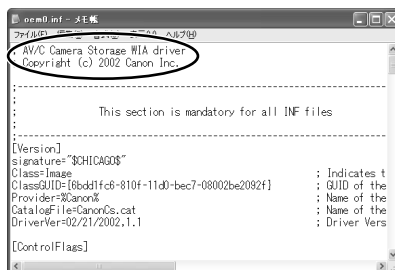 oem0.inf - メモ帳
ファイル(F) ヘルプ(H)
; AV/C Camera Storage WIA driver
; Copyright (c) 2002 Canon Inc.
;
;------------------------------------------------------------
;
; This section is mandatory for all INF files
;
;------------------------------------------------------------
[Version]
signature="$CHICAGO$"
Class=Image ; Indicates t
ClassGUID={6bdd1fc6-810f-11d0-bec7-08002be2092f} ; GUID of the
Provider=%Canon% ; Name of the
CatalogFile=CanonCs.cat ; Name of the
DriverVer=02/21/2002,1.1 ; Driver Vers
[ControlFlags]